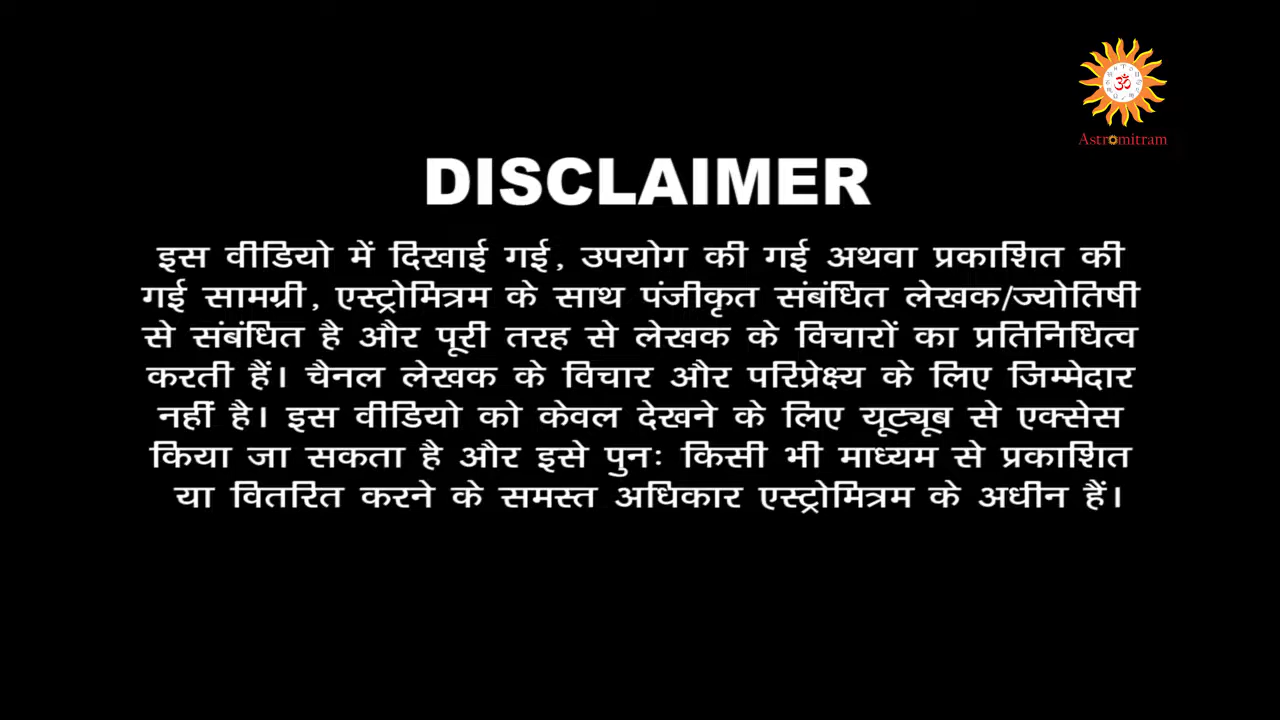 Astromitram
DISCLAIMER
इस वीडियो में दिखाई गई, उपयोग की गई अथवा प्रकाशित की
गई सामग्री, एस्ट्रोमित्रम के साथ पंजीकृत संबंधित लेखक/ज्योतिषी
से संबंधित है और पूरी तरह से लेखक के विचारों का प्रतिनिधित्व
करती हैं। चैनल लेखक के विचार और परिप्रेक्ष्य के लिए जिम्मेदार
नहीं है। इस वीडियो को केवल देखने के लिए यूट्यूब से एक्सेस
किया जा सकता है और इसे पुनः किसी भी माध्यम से प्रकाशित
या वितरित करने के समस्त अधिकार एस्ट्रोमित्रम के अधीन हैं।